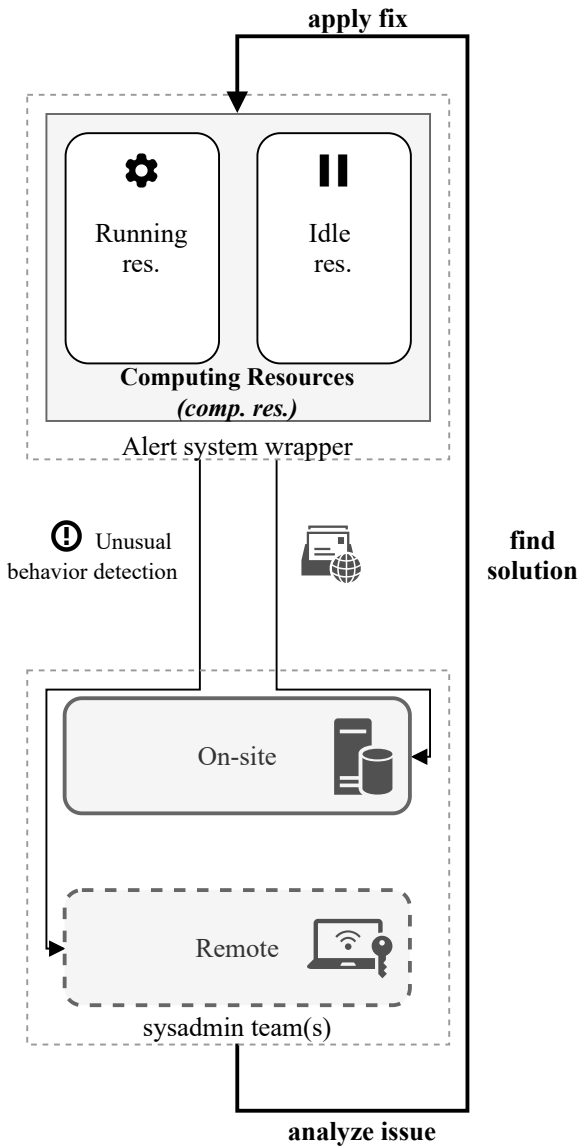 apply fix
Running
res.
Idle
res.
Computing Resources
(comp. res.)
Alert system wrapper
Unusual
behavior detection
find
solution
On-site
Remote
sysadmin team(s)
analyze issue